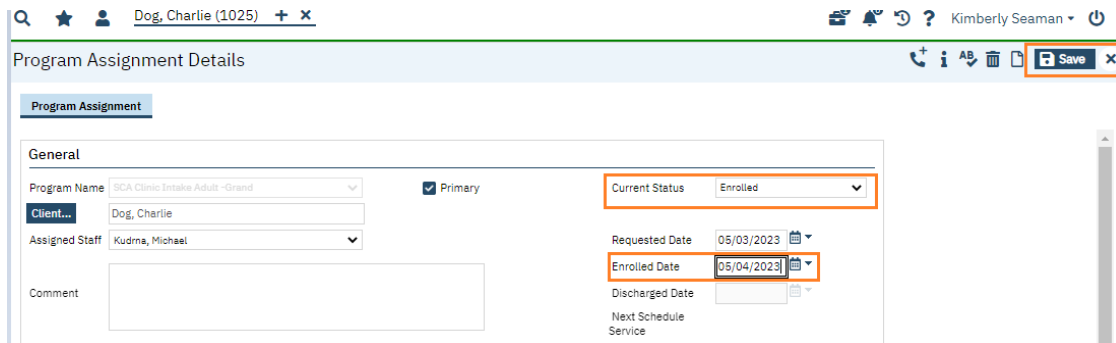 Dog, Charlie (1025) + × ? Kimberly Seaman
Program Assignment Details Save ×
Program Assignment
General
Program Name SCA Clinic Intake Adult -Grand Primary Current Status Enrolled
Client... Dog, Charlie
Assigned Staff Kudrna, Michael Requested Date 05/03/2023
Enrolled Date 05/04/2023
Comment Discharged Date
Next Schedule
Service